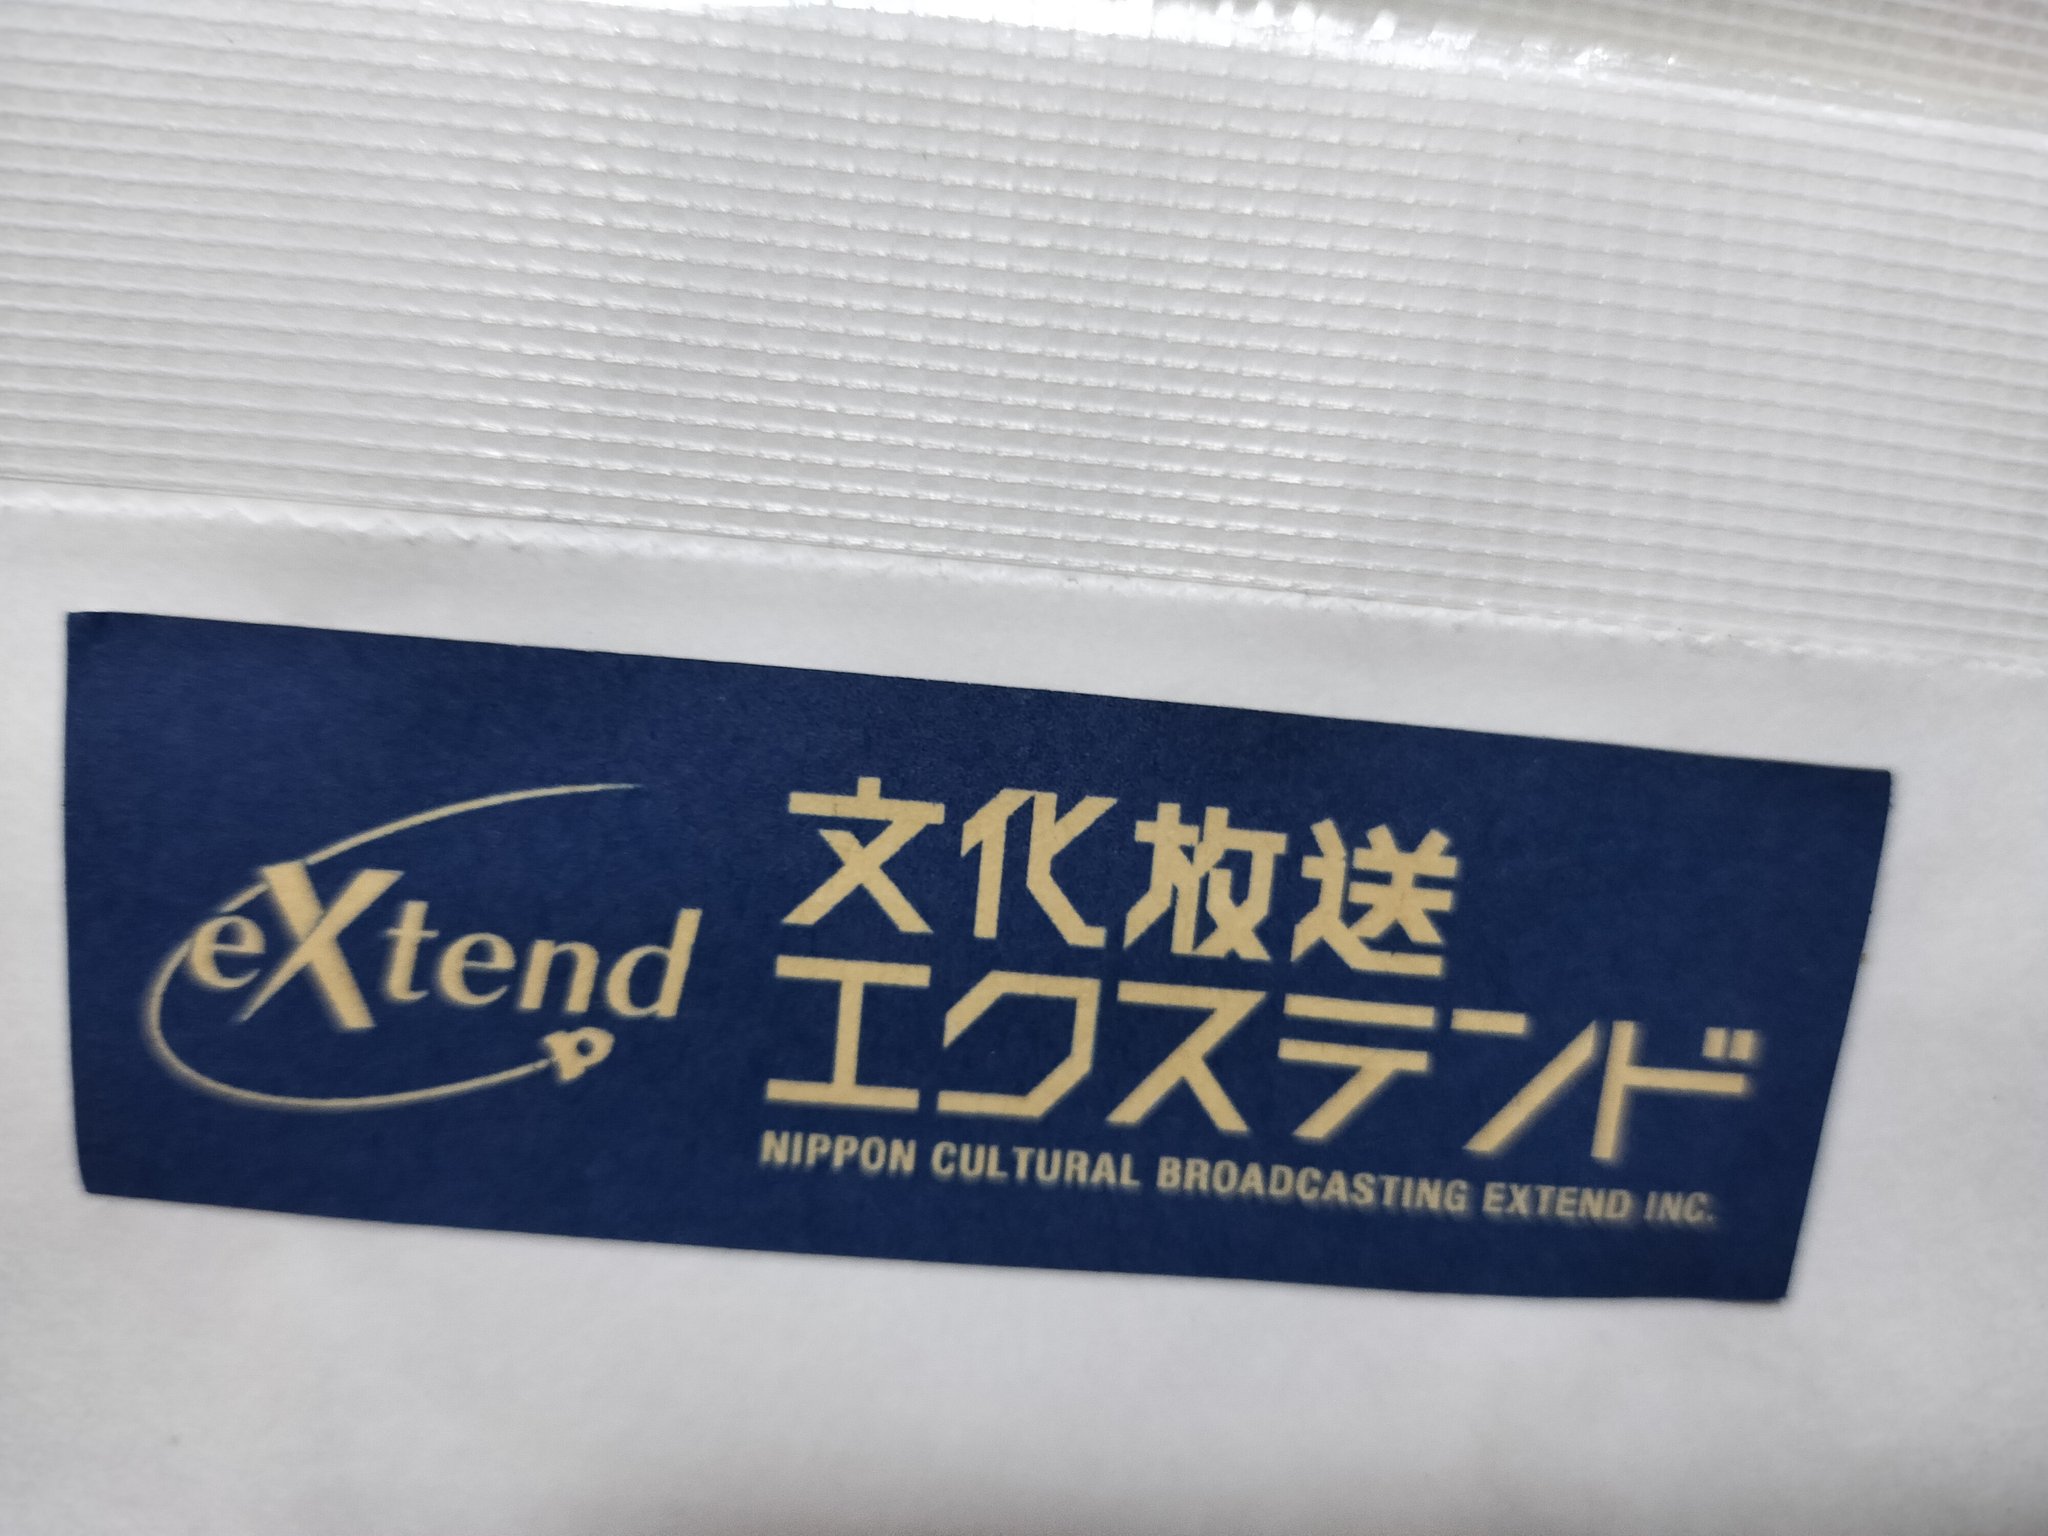 eXtend
文化放送
エクステンド
NIPPON CULTURAL BROADCASTING EXTEND INC.